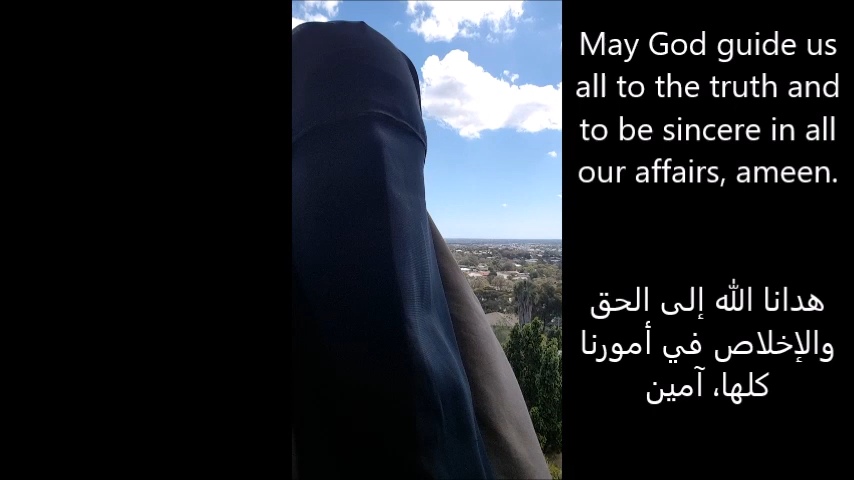 May God guide us
all to the truth and
to be sincere in all
our affairs, ameen.
هدانا الله إلى الحق
والإخلاص في أمورنا
كلها، آمين